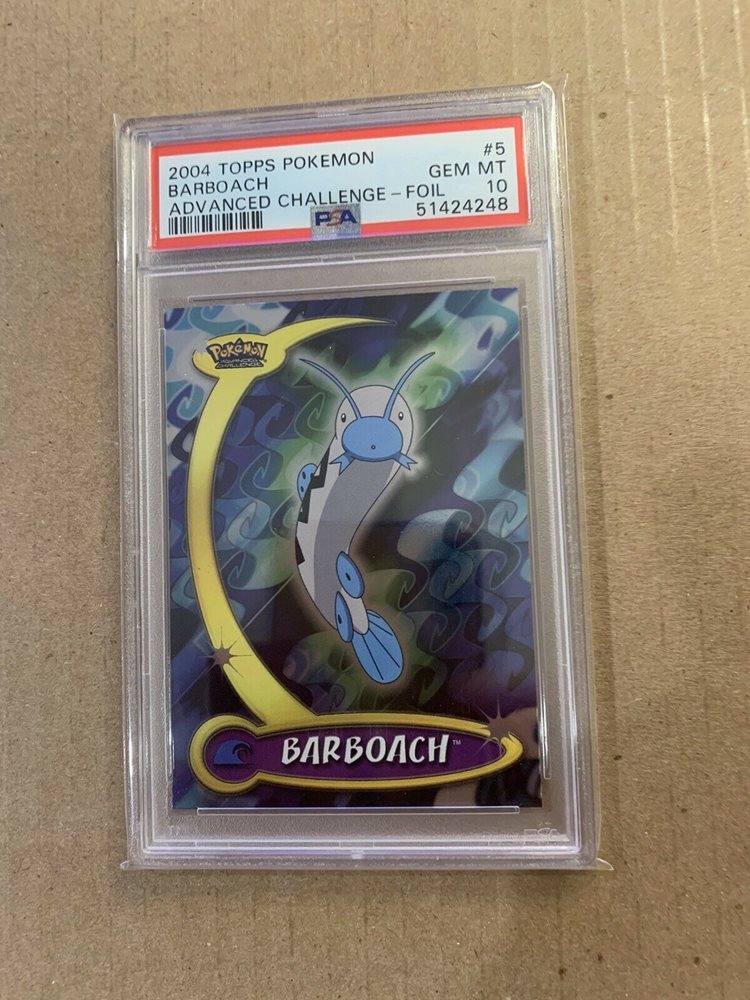 2004 TOPPS POKEMON #5
BARBOACH GEM MT
ADVANCED CHALLENGE-FOIL 10
PSA 51424248
POKéMON
ADVANCED
CHALLENGE
BARBOACH™